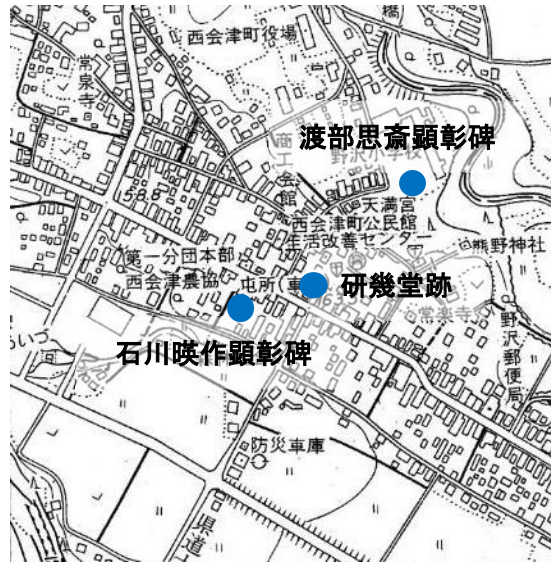 西会津町役場
常泉寺
商工会館
渡部思斎顕彰碑
野沢小学校
天満宮
西会津町公民館
生活改善センター
熊野神社
第一分団本部
西会津農協
屯所(車
研幾堂跡
常楽寺
野沢郵便局
石川暎作顕彰碑
防災車庫
県道